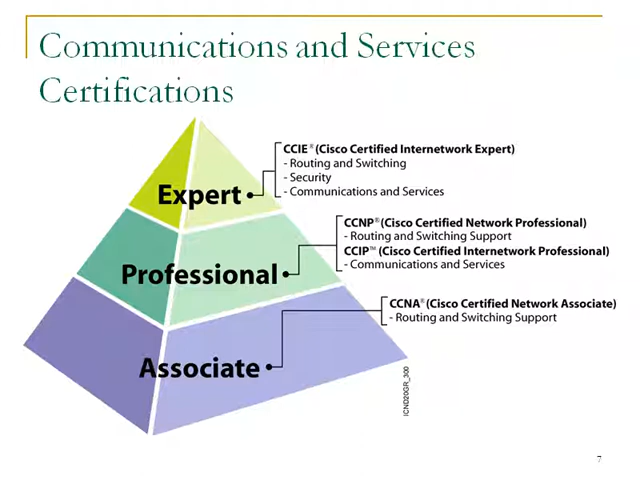 Communications and Services
Certifications
CCIE® (Cisco Certified Internetwork Expert)
- Routing and Switching
- Security
- Communications and Services
Expert
CCNP® (Cisco Certified Network Professional)
- Routing and Switching Support
CCIP™ (Cisco Certified Internetwork Professional)
- Communications and Services
Professional
CCNA® (Cisco Certified Network Associate)
- Routing and Switching Support
Associate
ICND20GR_300
7